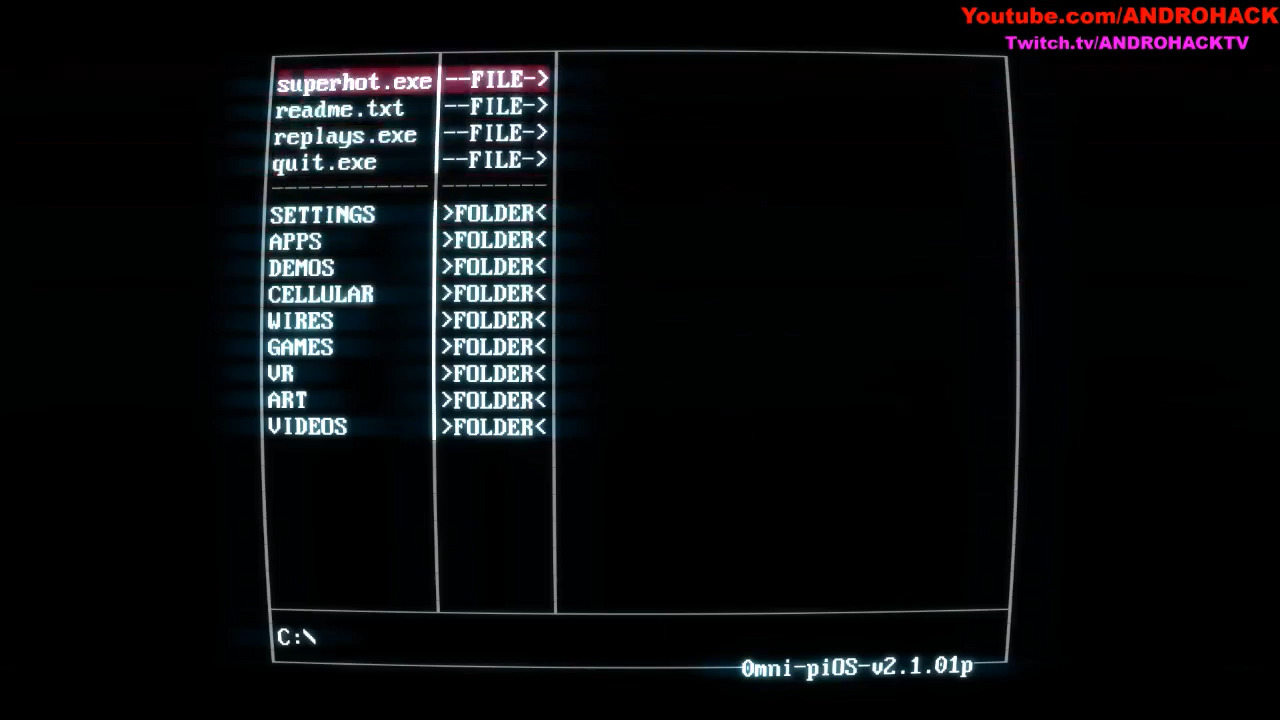 Youtube.com/ANDROHACK
Twitch.tv/ANDROHACKTV
superhot.exe --FILE->
readme.txt --FILE->
replays.exe --FILE->
quit.exe --FILE->
------------ --------
SETTINGS >FOLDER<
APPS >FOLDER<
DEMOS >FOLDER<
CELLULAR >FOLDER<
WIRES >FOLDER<
GAMES >FOLDER<
VR >FOLDER<
ART >FOLDER<
VIDEOS >FOLDER<
C:\
Omni-piOS-v2.1.01p